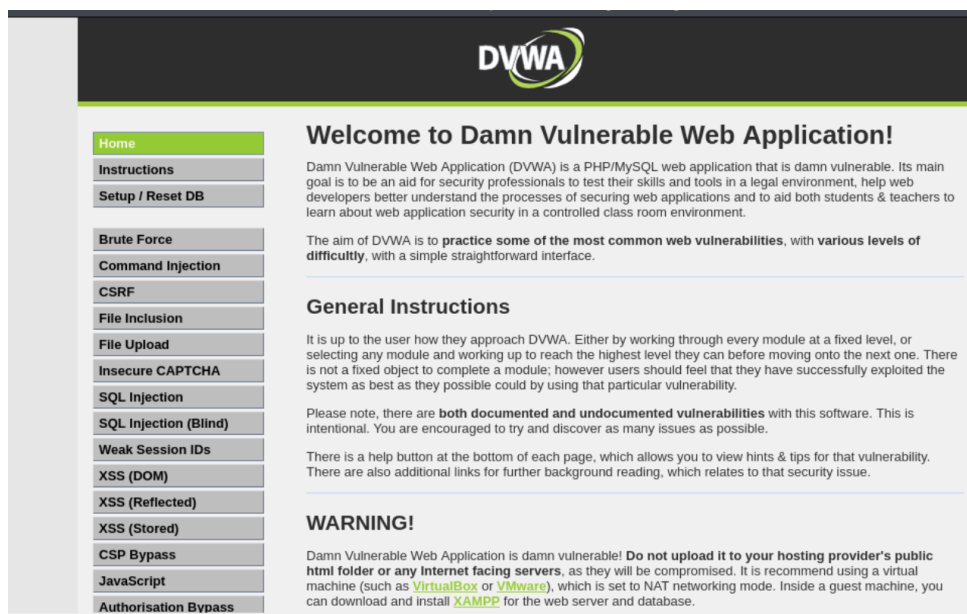 DVWA
Home
Instructions
Setup / Reset DB
Brute Force
Command Injection
CSRF
File Inclusion
File Upload
Insecure CAPTCHA
SQL Injection
SQL Injection (Blind)
Weak Session IDs
XSS (DOM)
XSS (Reflected)
XSS (Stored)
CSP Bypass
JavaScript
Authorisation Bypass
Welcome to Damn Vulnerable Web Application!
Damn Vulnerable Web Application (DVWA) is a PHP/MySQL web application that is damn vulnerable. Its main
goal is to be an aid for security professionals to test their skills and tools in a legal environment, help web
developers better understand the processes of securing web applications and to aid both students & teachers to
learn about web application security in a controlled class room environment.
The aim of DVWA is to practice some of the most common web vulnerabilities, with various levels of
difficultly, with a simple straightforward interface.
General Instructions
It is up to the user how they approach DVWA. Either by working through every module at a fixed level, or
selecting any module and working up to reach the highest level they can before moving onto the next one. There
is not a fixed object to complete a module; however users should feel that they have successfully exploited the
system as best as they possible could by using that particular vulnerability.
Please note, there are both documented and undocumented vulnerabilities with this software. This is
intentional. You are encouraged to try and discover as many issues as possible.
There is a help button at the bottom of each page, which allows you to view hints & tips for that vulnerability.
There are also additional links for further background reading, which relates to that security issue.
WARNING!
Damn Vulnerable Web Application is damn vulnerable! Do not upload it to your hosting provider's public
html folder or any Internet facing servers, as they will be compromised. It is recommend using a virtual
machine (such as VirtualBox or VMware), which is set to NAT networking mode. Inside a guest machine, you
can download and install XAMPP for the web server and database.